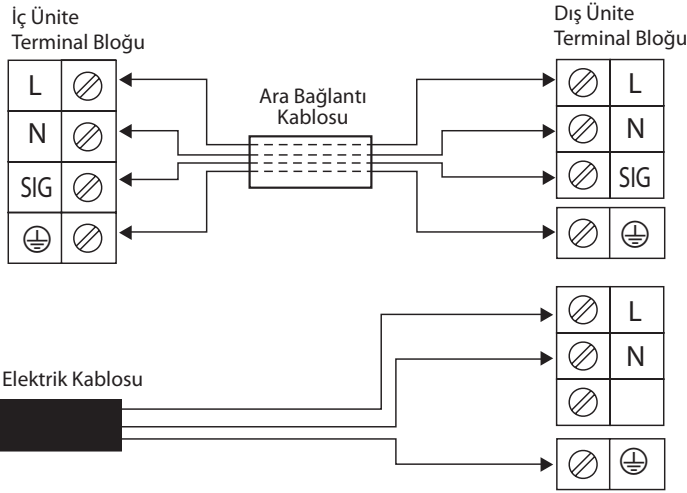 İç Ünite
Terminal Bloğu
L
N
SIG
Ara Bağlantı
Kablosu
Dış Ünite
Terminal Bloğu
L
N
SIG
Elektrik Kablosu
L
N